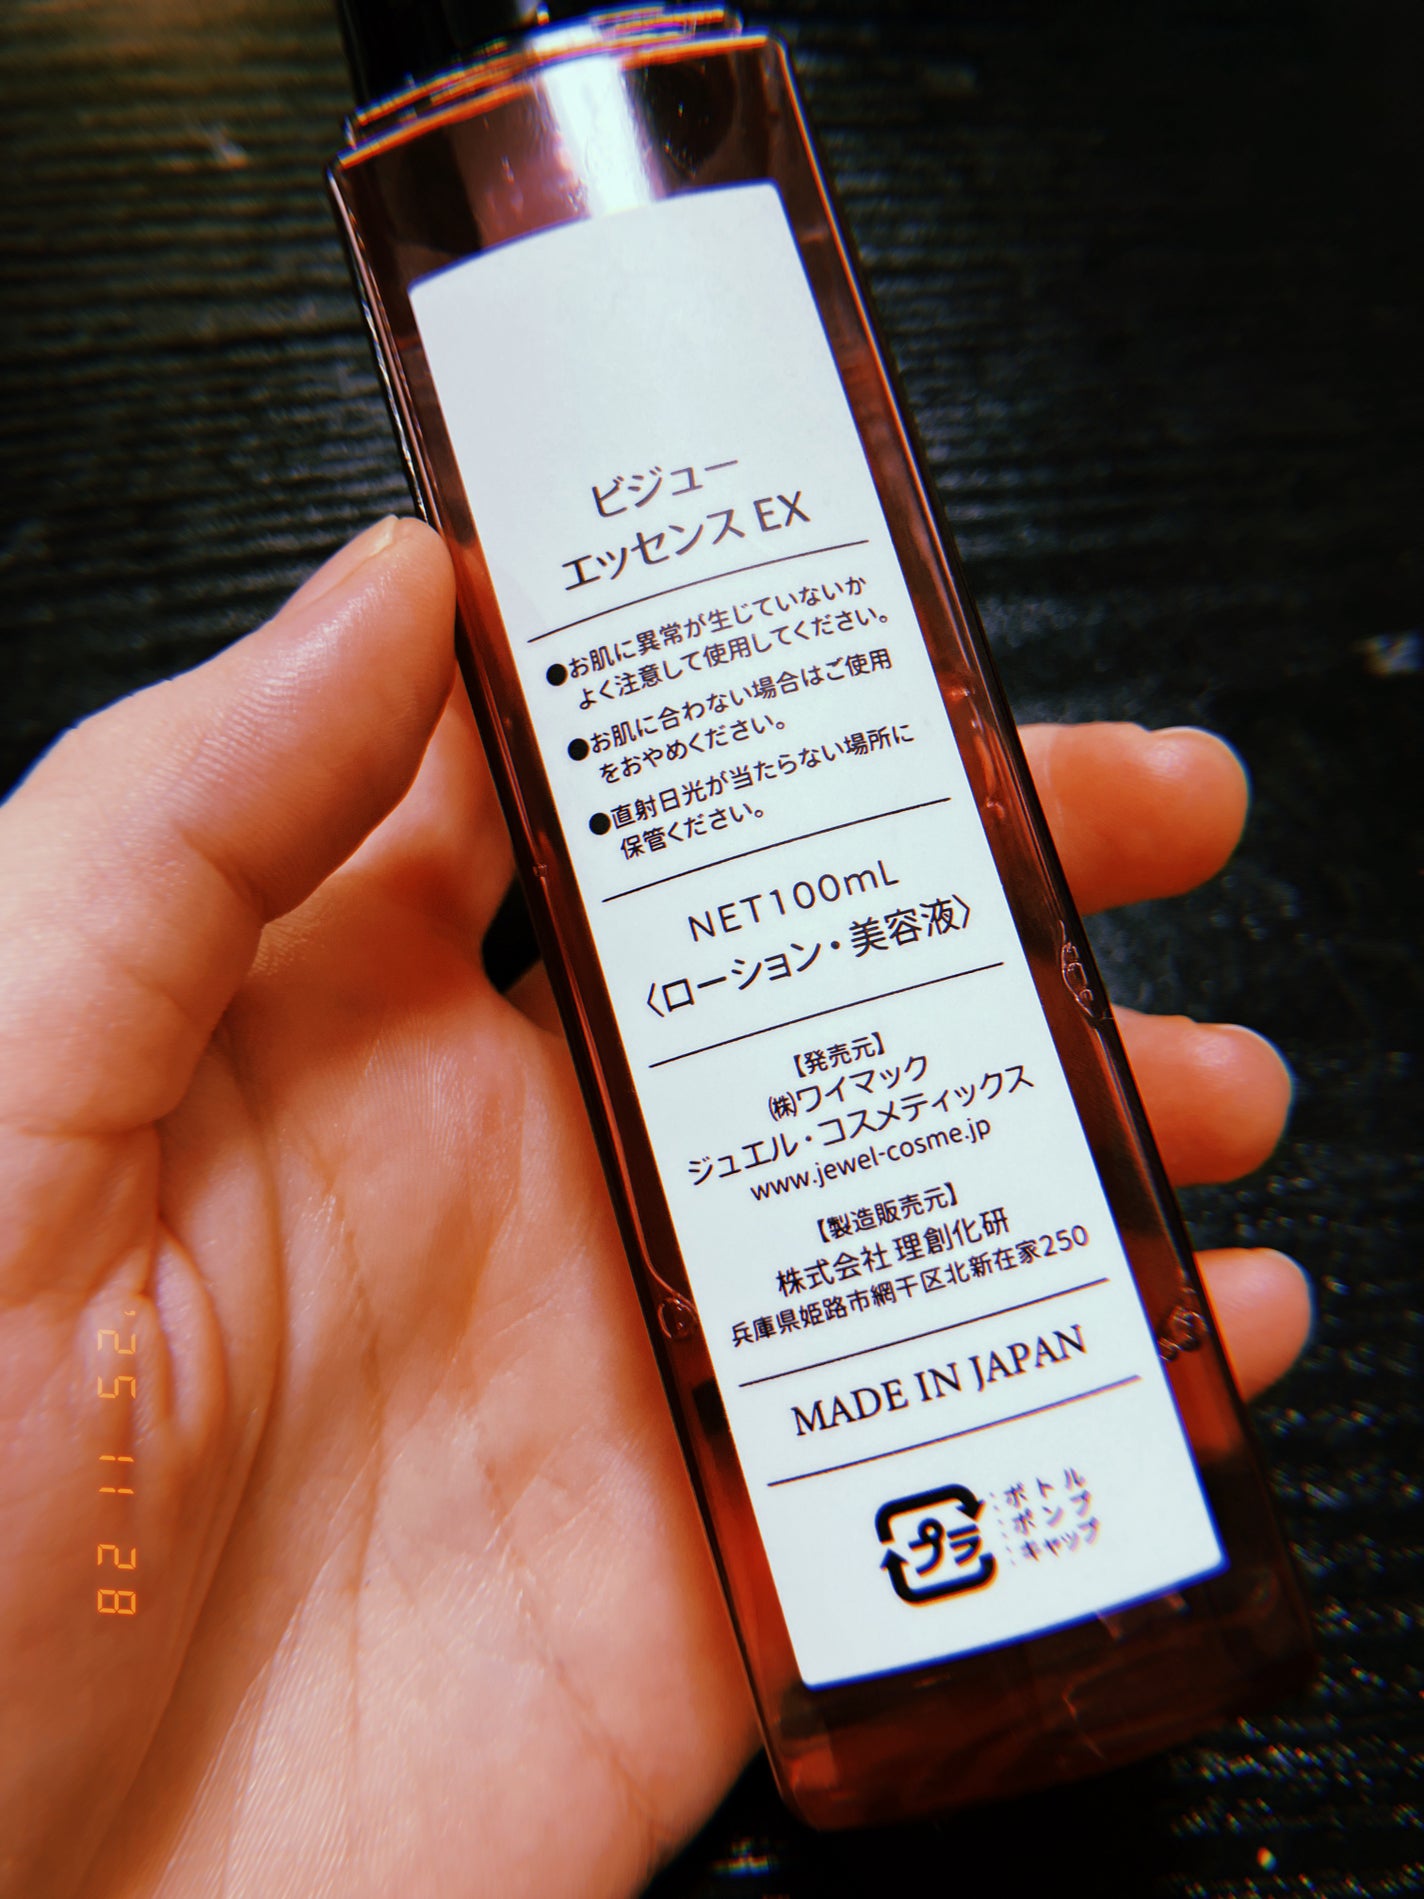 ビジュー
エッセンス EX
●お肌に異常が生じていないか
よく注意して使用してください。
●お肌に合わない場合はご使用
をおやめください。
●直射日光が当たらない場所に
保管ください。
NET100mL
〈ローション・美容液〉
【発売元】
㈱ワイマック
ジュエル・コスメティックス
www.jewel-cosme.jp
【製造販売元】
株式会社 理創化研
兵庫県姫路市網干区北新在家250
MADE IN JAPAN
プラ
:ボトル
:ポンプ
:キャップ
'25 11 28